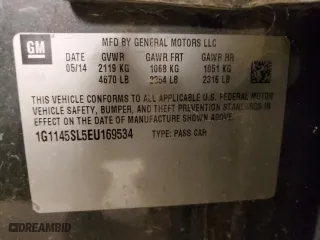 GM
MFD BY GENERAL MOTORS LLC
DATE GVWR GAWR FRT GAWR RR
05/14 2119 KG 1068 KG 1051 KG
4670 LB 2354 LB 2316 LB
THIS VEHICLE CONFORMS TO ALL APPLICABLE U.S. FEDERAL MOTOR
VEHICLE SAFETY, BUMPER, AND THEFT PREVENTION STANDARDS
IN EFFECT ON THE DATE OF MANUFACTURE SHOWN ABOVE.
1G1145SL5EU169534 TYPE: PASS CAR